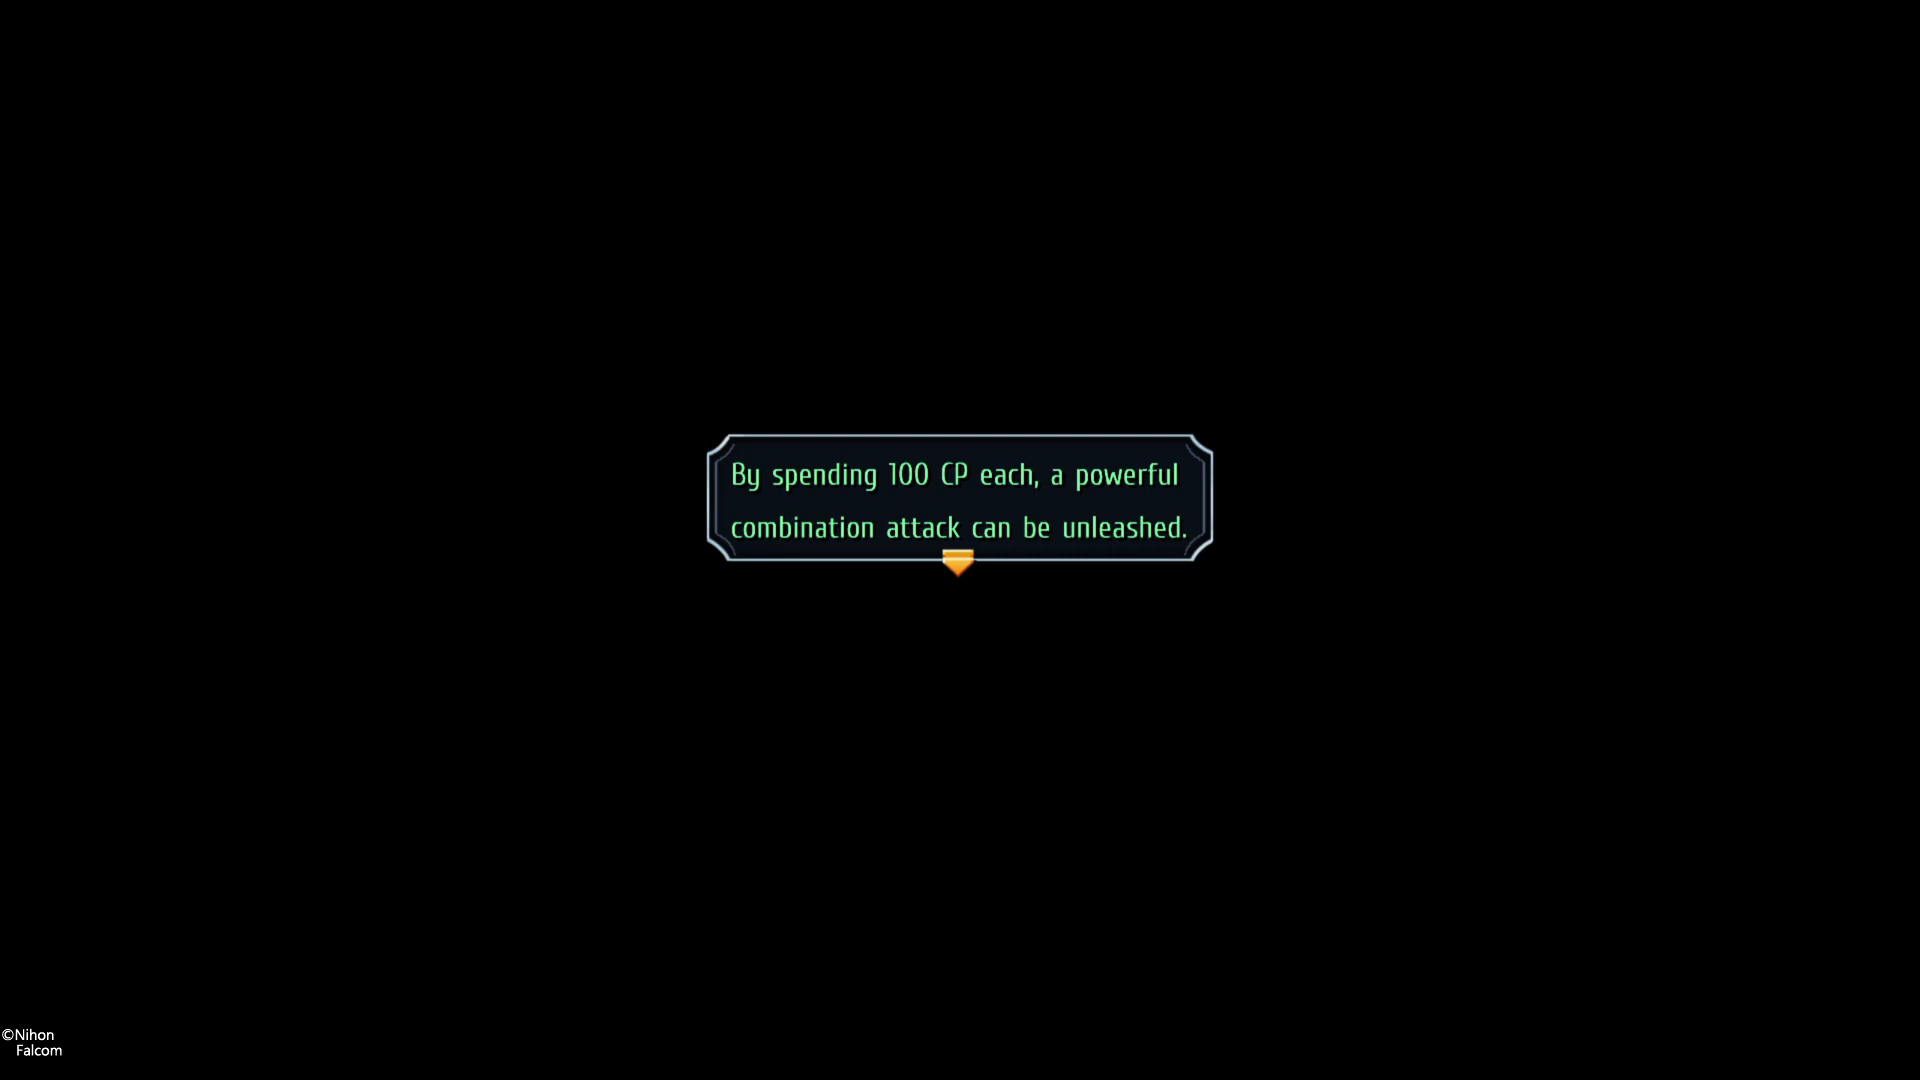 By spending 100 CP each, a powerful
combination attack can be unleashed.
©Nihon
Falcom